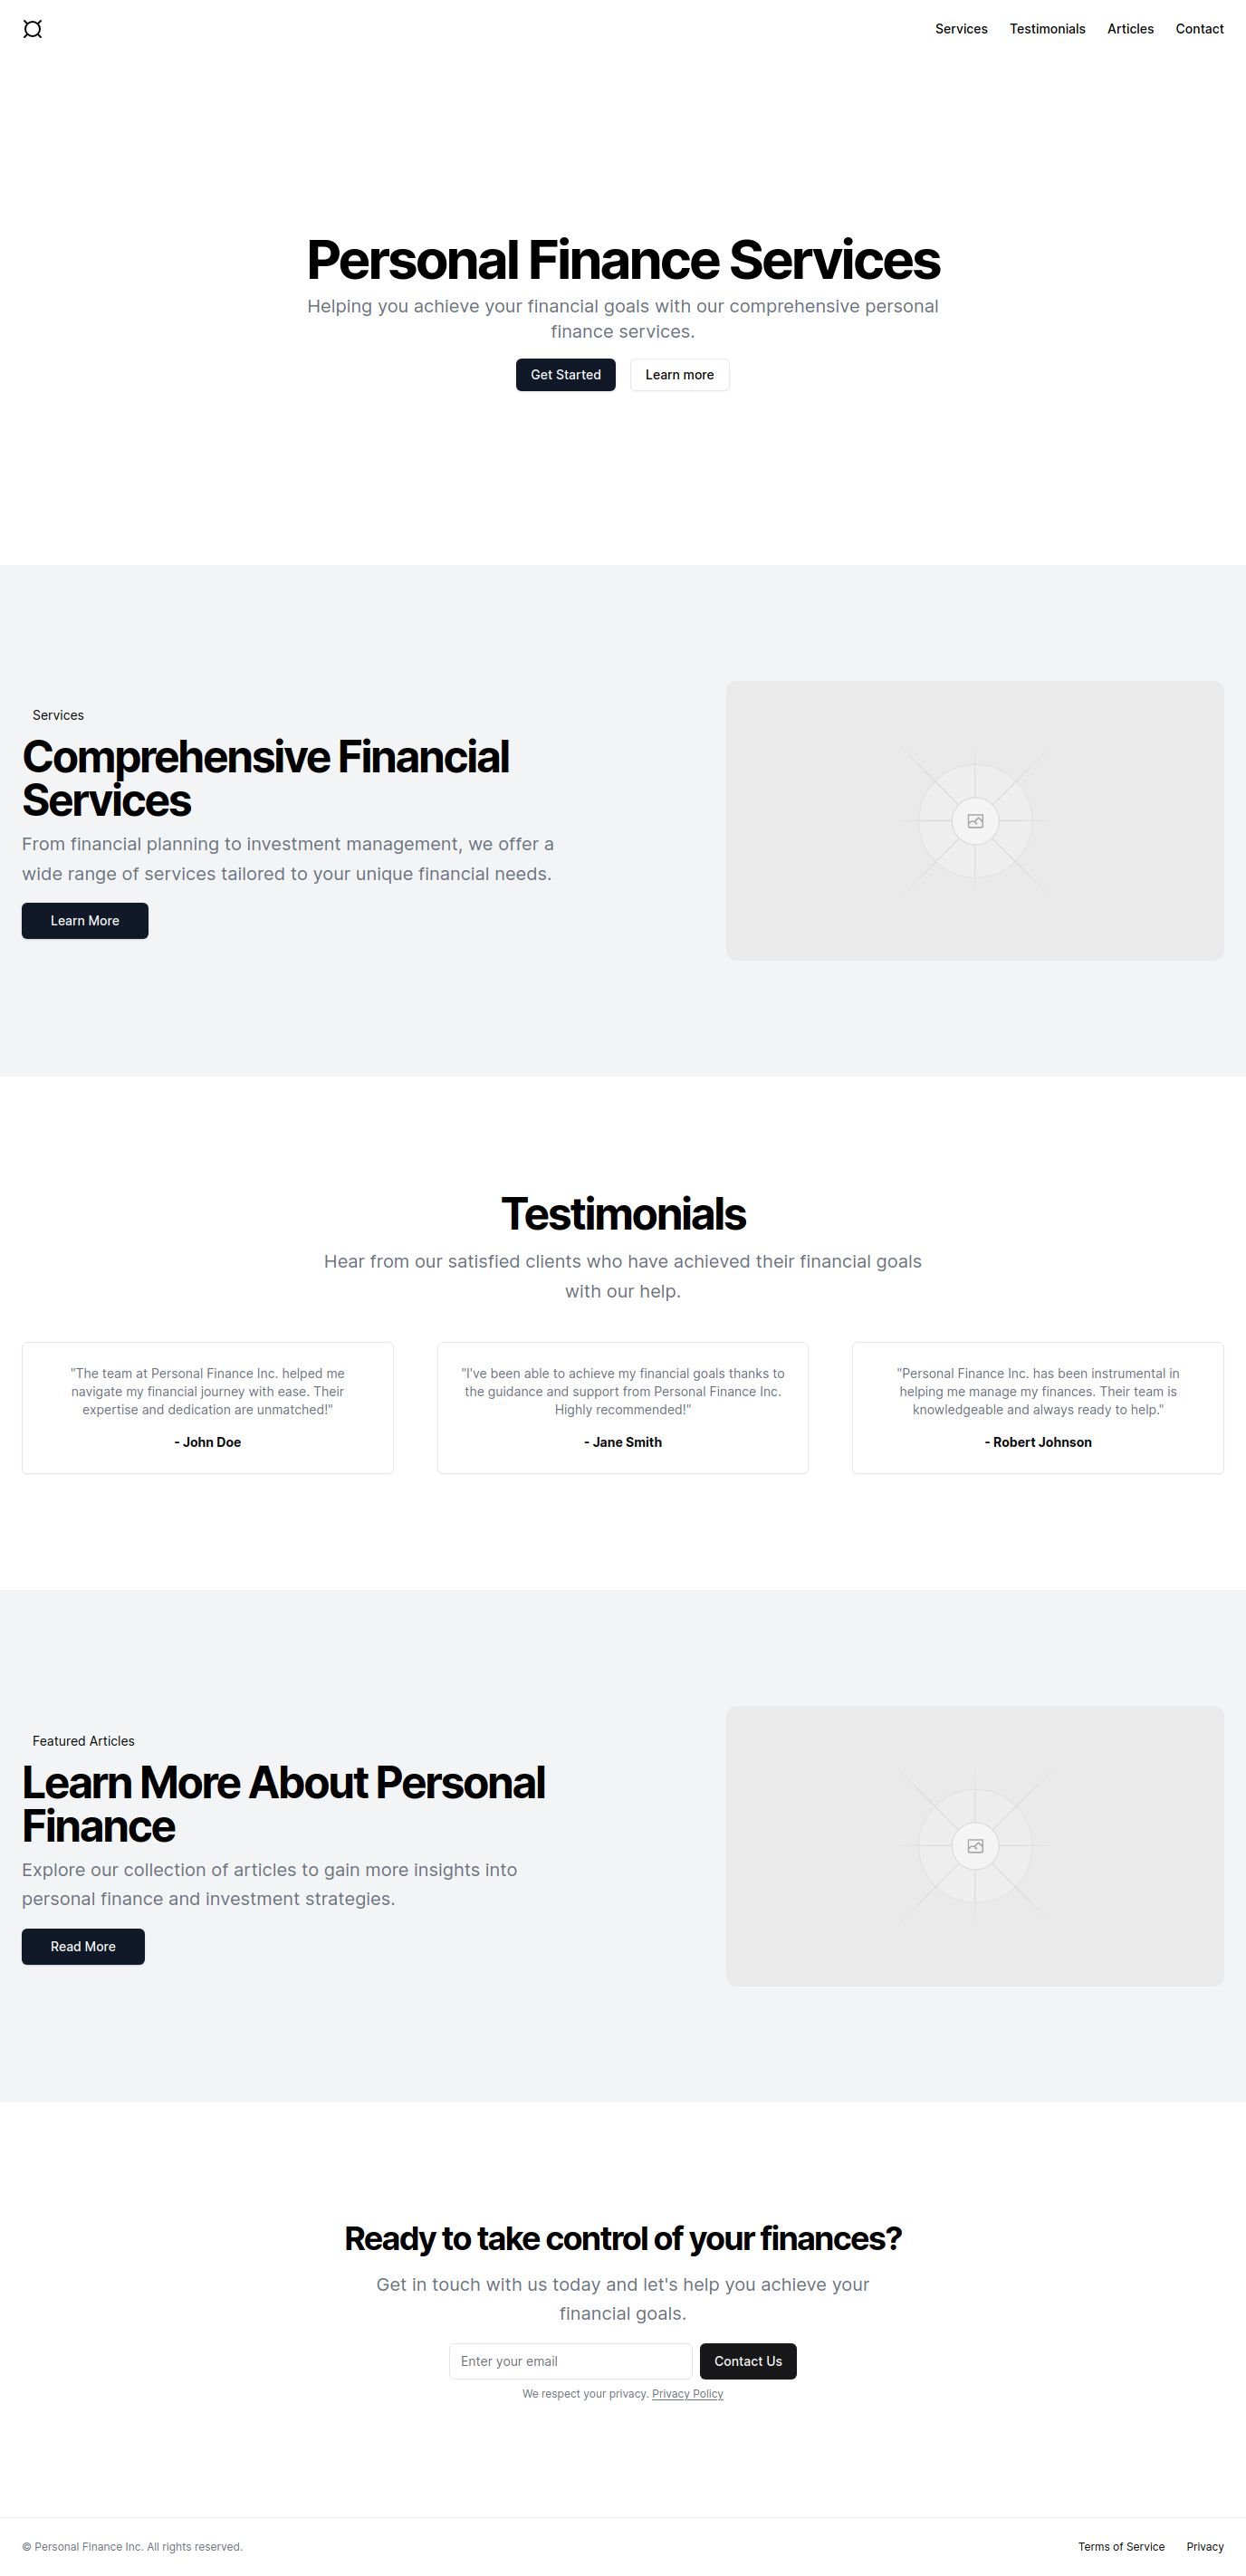 Services Testimonials Articles Contact
Personal Finance Services
Helping you achieve your financial goals with our comprehensive personal
finance services.
Get Started Learn more
Services
Comprehensive Financial
Services
From financial planning to investment management, we offer a
wide range of services tailored to your unique financial needs.
Learn More
Testimonials
Hear from our satisfied clients who have achieved their financial goals
with our help.
"The team at Personal Finance Inc. helped me
navigate my financial journey with ease. Their
expertise and dedication are unmatched!"
- John Doe
"I've been able to achieve my financial goals thanks to
the guidance and support from Personal Finance Inc.
Highly recommended!"
- Jane Smith
"Personal Finance Inc. has been instrumental in
helping me manage my finances. Their team is
knowledgeable and always ready to help."
- Robert Johnson
Featured Articles
Learn More About Personal
Finance
Explore our collection of articles to gain more insights into
personal finance and investment strategies.
Read More
Ready to take control of your finances?
Get in touch with us today and let's help you achieve your
financial goals.
Enter your email Contact Us
We respect your privacy. Privacy Policy
© Personal Finance Inc. All rights reserved. Terms of Service Privacy